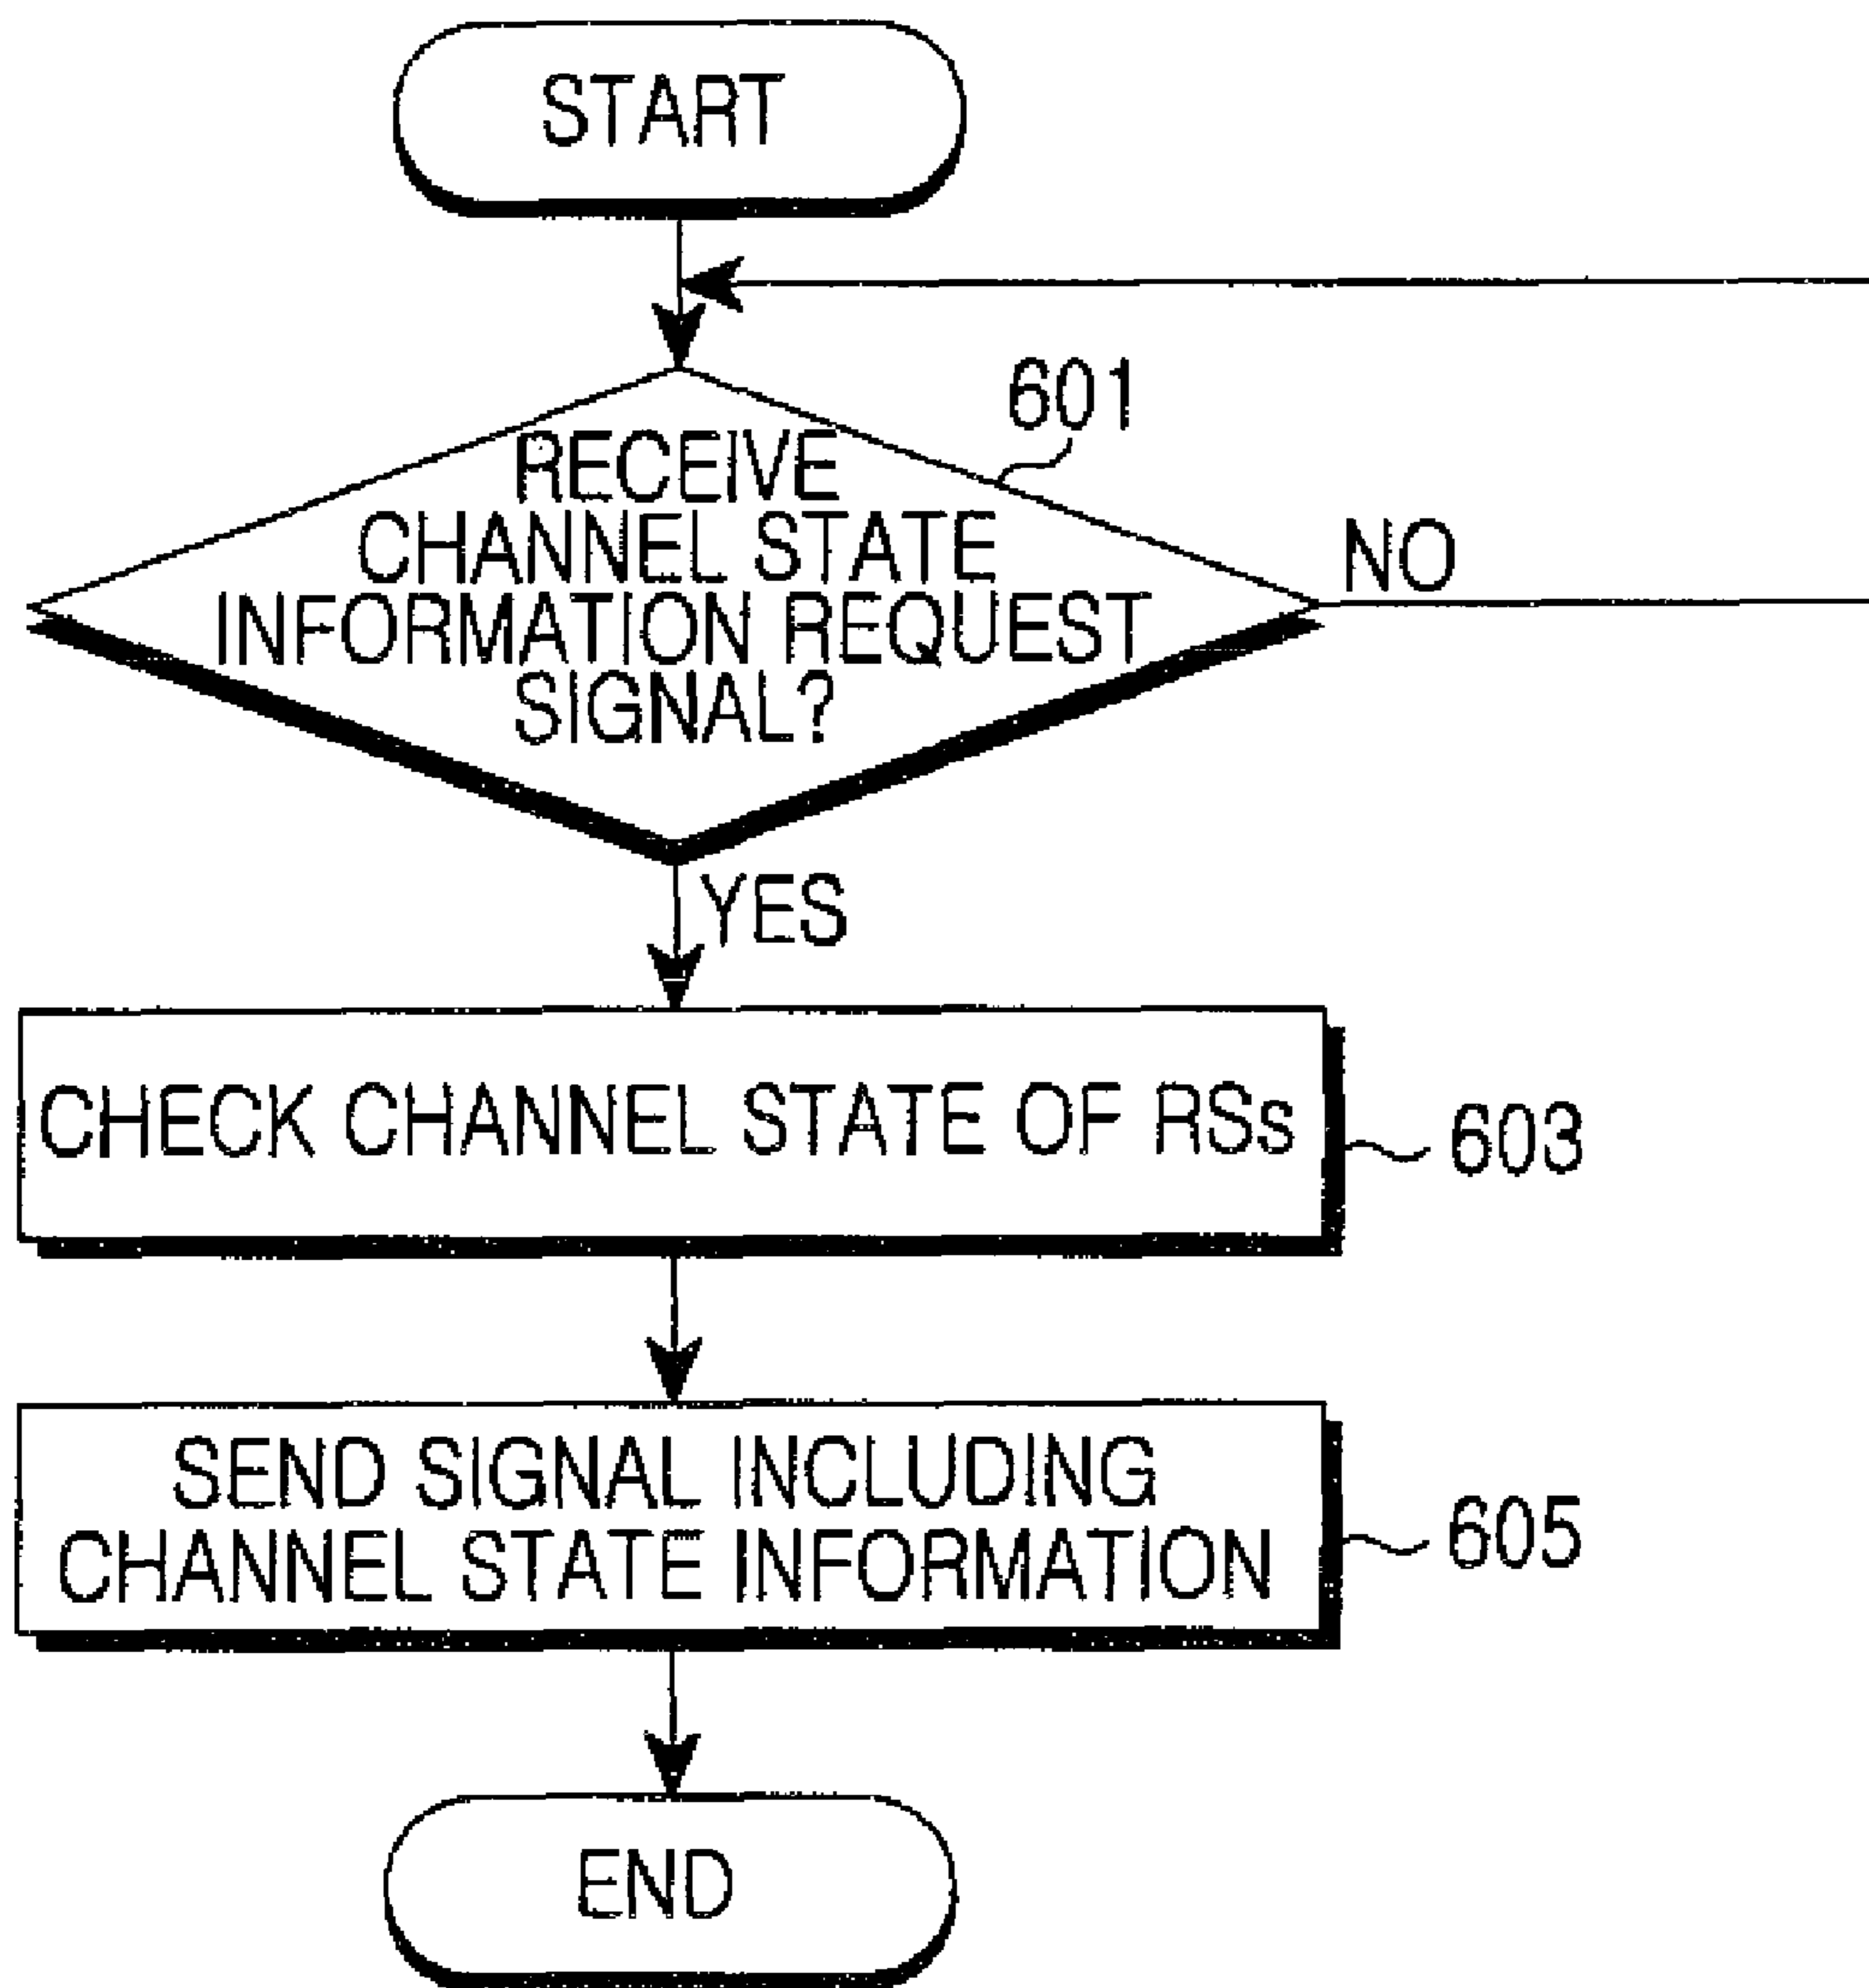 START
601
RECEIVE
CHANNEL STATE
INFORMATION REQUEST
SIGNAL?
NO
YES
CHECK CHANNEL STATE OF RSs
603
SEND SIGNAL INCLUDING
CHANNEL STATE INFORMATION
605
END